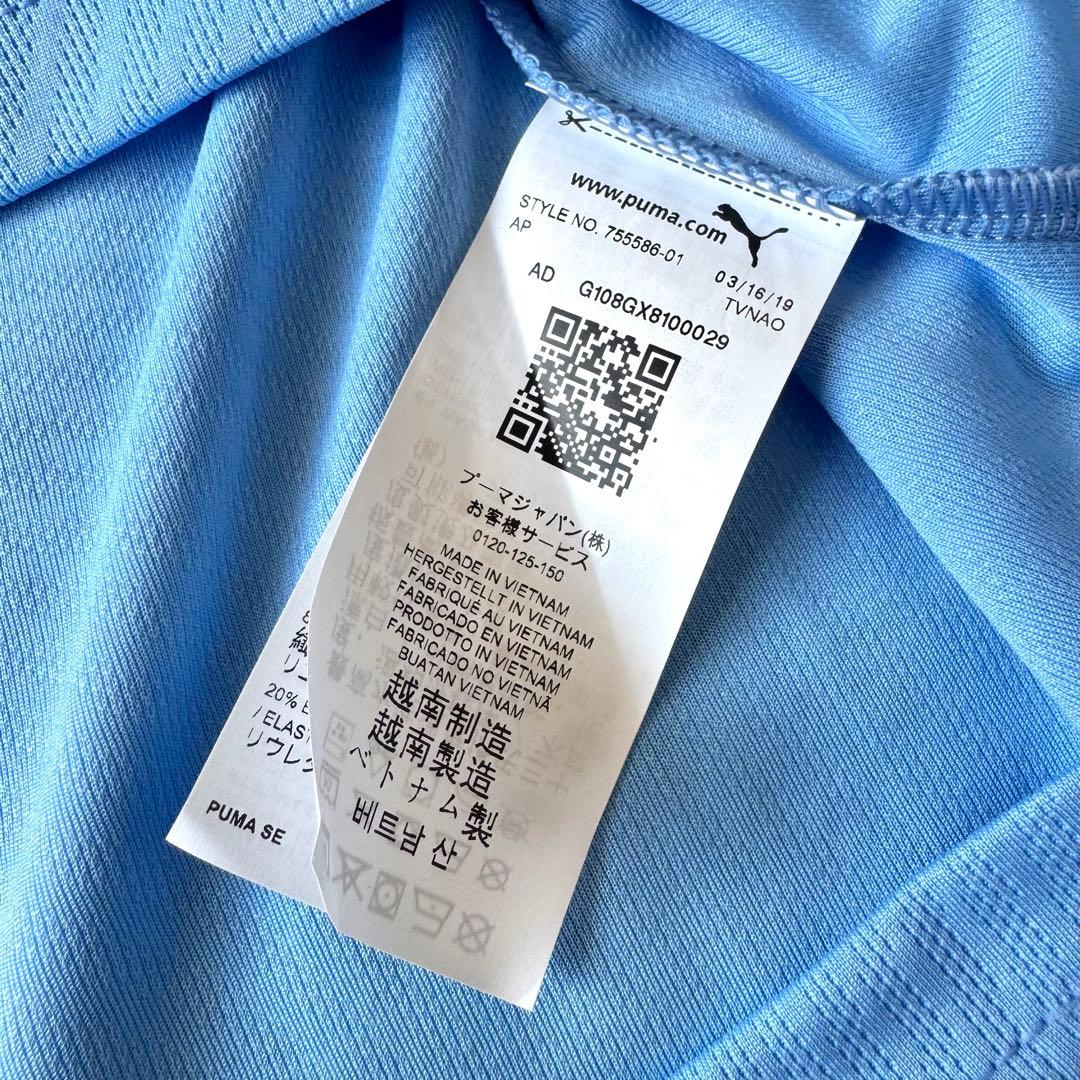 www.puma.com
STYLE NO. 755586-01
03/16/19
AP
TVNAO
AD G108GX8100029
プーマジャパン(株)
お客様サービス
0120-125-150
MADE IN VIETNAM
HERGESTELLT IN VIETNAM
FABRIQUÉ AU VIETNAM
FABRICADO EN VIETNAM
PRODOTTO IN VIETNAM
FABRICADO NO VIETNÃ
BUATAN VIETNAM
越南制造
越南製造
ベトナム製
베트남 산
20%
リウレ
PUMA SE